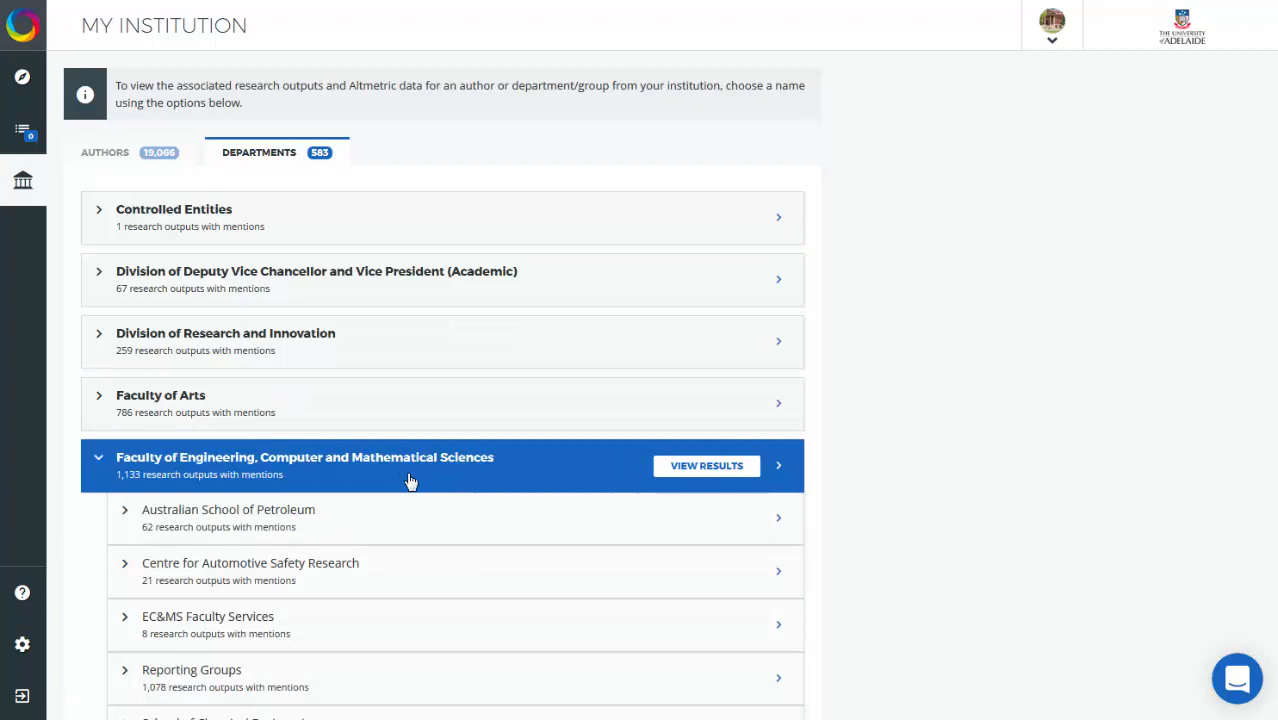 MY INSTITUTION
THE UNIVERSITY
of ADELAIDE
To view the associated research outputs and Altmetric data for an author or department/group from your institution, choose a name
using the options below.
0
AUTHORS 19,066 DEPARTMENTS 583
Controlled Entities
1 research outputs with mentions
Division of Deputy Vice Chancellor and Vice President (Academic)
67 research outputs with mentions
Division of Research and Innovation
259 research outputs with mentions
Faculty of Arts
786 research outputs with mentions
Faculty of Engineering, Computer and Mathematical Sciences
1,133 research outputs with mentions
VIEW RESULTS
Australian School of Petroleum
62 research outputs with mentions
Centre for Automotive Safety Research
21 research outputs with mentions
EC&MS Faculty Services
8 research outputs with mentions
Reporting Groups
1,078 research outputs with mentions